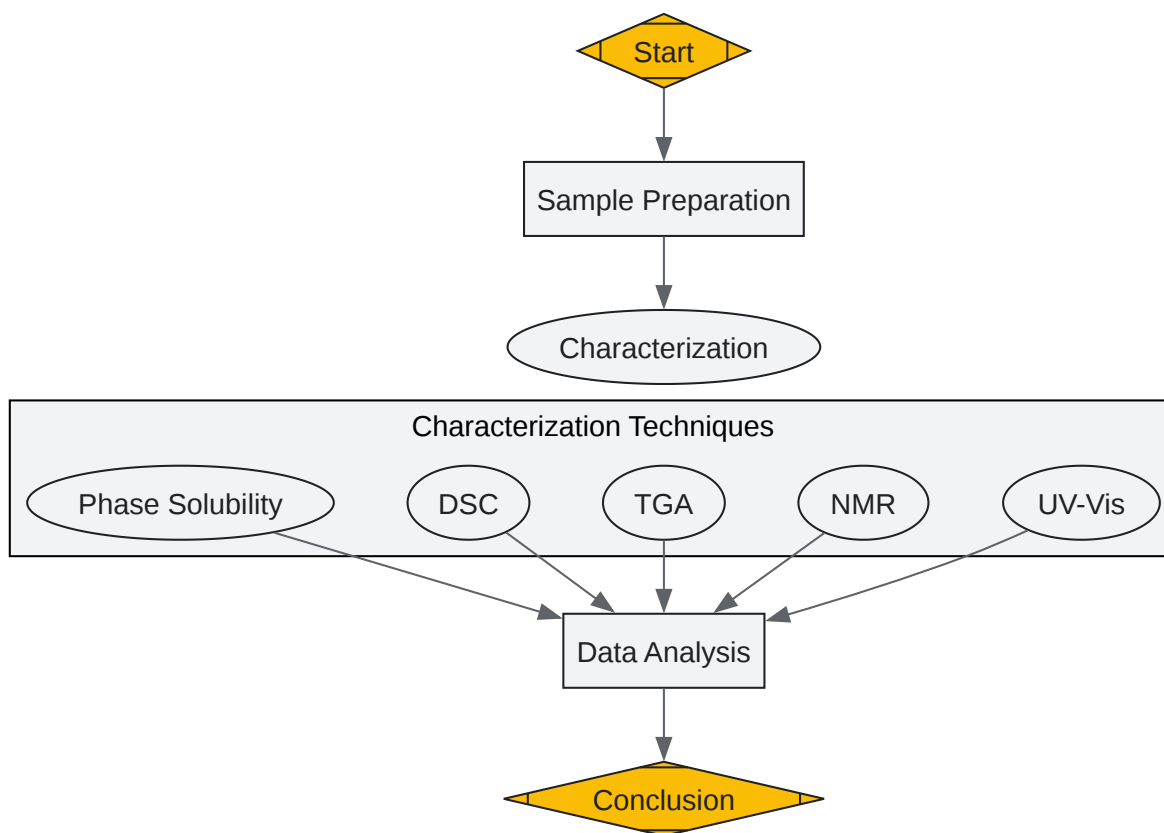 Start
Sample Preparation
Characterization
Characterization Techniques
Phase Solubility
DSC
TGA
NMR
UV-Vis
Data Analysis
Conclusion